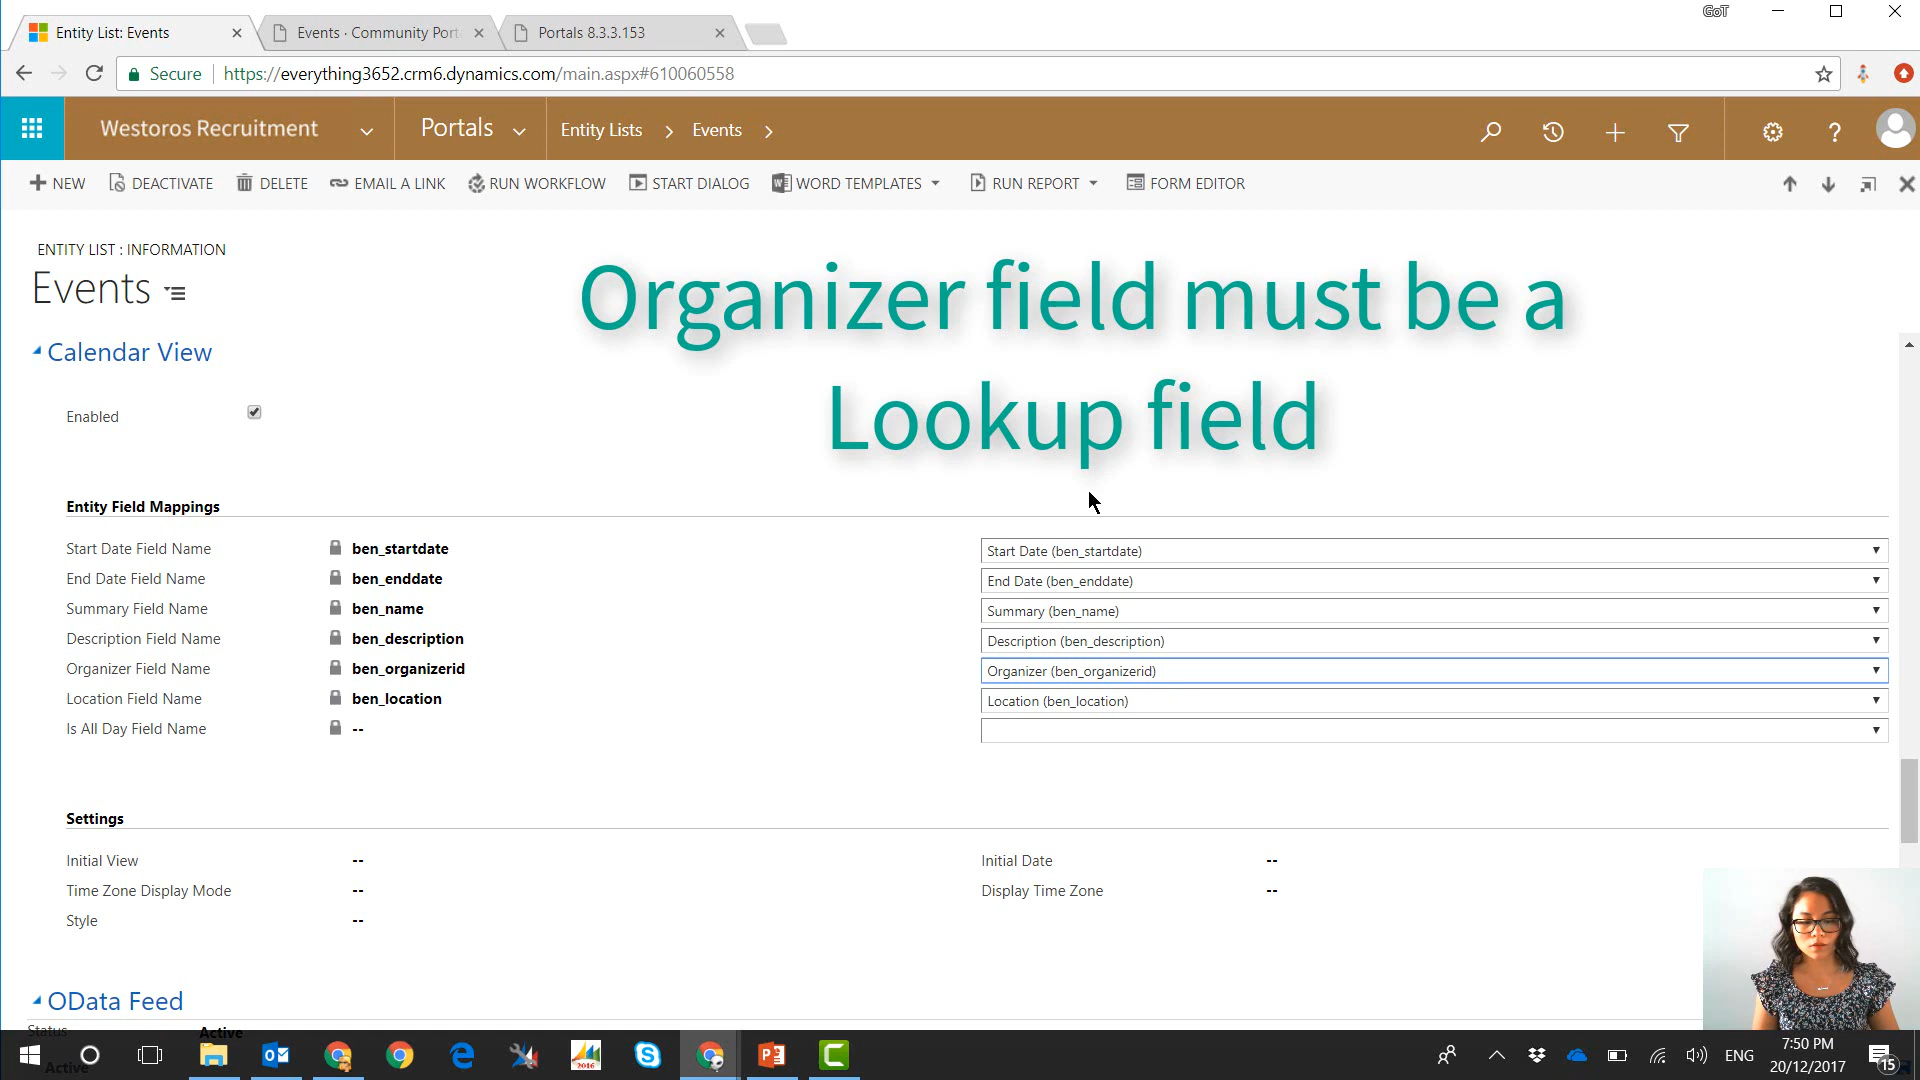 GoT
Entity List: Events
Events · Community Port
Portals 8.3.3.153
Secure
https://everything3652.crm6.dynamics.com/main.aspx#610060558
Westoros Recruitment
Portals
Entity Lists
Events
?
NEW
DEACTIVATE
DELETE
EMAIL A LINK
RUN WORKFLOW
START DIALOG
WORD TEMPLATES
RUN REPORT
FORM EDITOR
ENTITY LIST : INFORMATION
Events
Organizer field must be a
Lookup field
Calendar View
Enabled
Entity Field Mappings
Start Date Field Name ben_startdate Start Date (ben_startdate)
End Date Field Name ben_enddate End Date (ben_enddate)
Summary Field Name ben_name Summary (ben_name)
Description Field Name ben_description Description (ben_description)
Organizer Field Name ben_organizerid Organizer (ben_organizerid)
Location Field Name ben_location Location (ben_location)
Is All Day Field Name --
Settings
Initial View -- Initial Date --
Time Zone Display Mode -- Display Time Zone --
Style --
OData Feed
Status Active
Active
2016
ENG
7:50 PM
20/12/2017
15